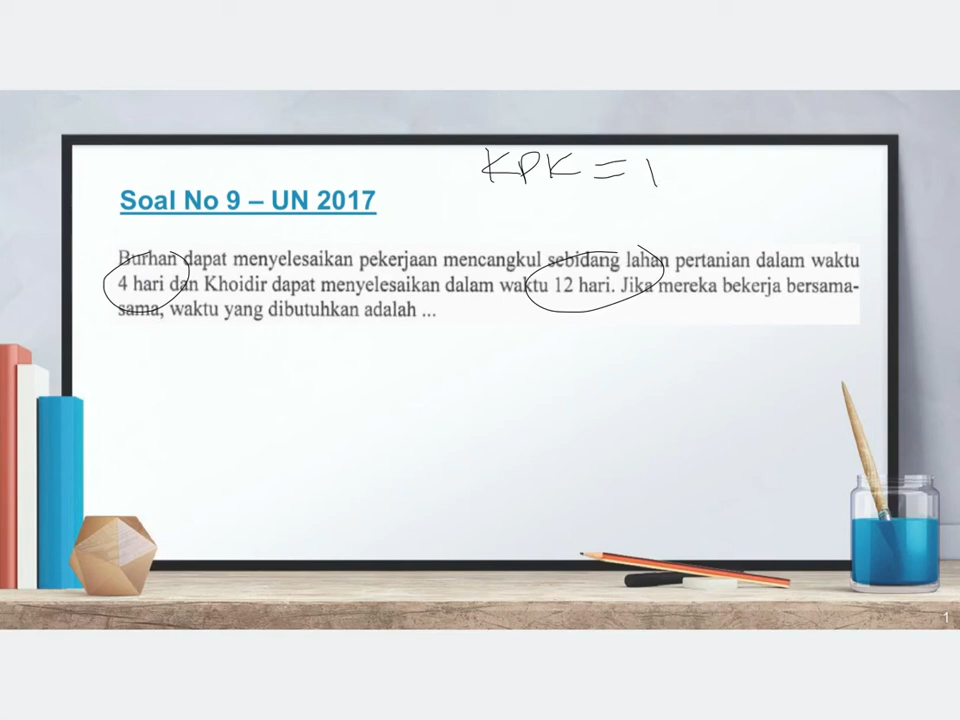 KPK = 1
Soal No 9 – UN 2017
Burhan dapat menyelesaikan pekerjaan mencangkul sebidang lahan pertanian dalam waktu
4 hari dan Khoidir dapat menyelesaikan dalam waktu 12 hari. Jika mereka bekerja bersama-
sama, waktu yang dibutuhkan adalah ...
1